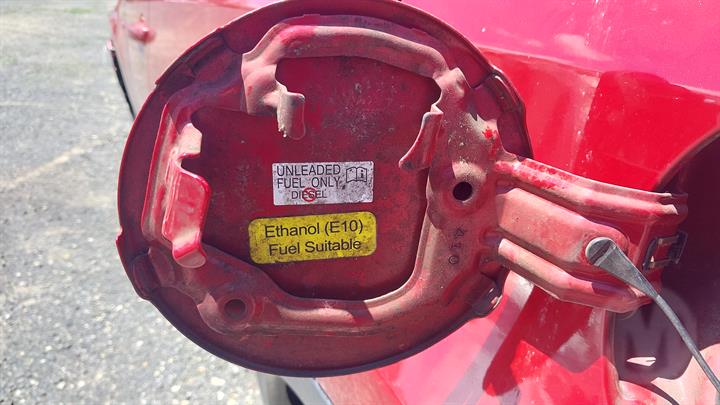 UNLEADED
FUEL ONLY
DIESEL
Ethanol (E10)
Fuel Suitable